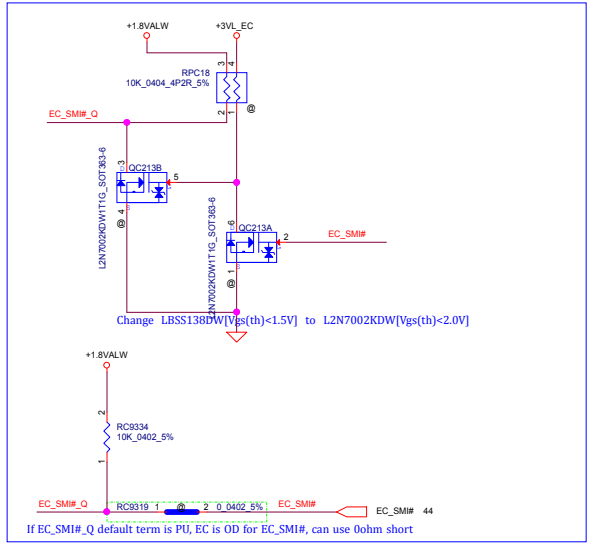 +1.8VALW
+3VL_EC
3
4
RPC18
10K_0404_4P2R_5%
2
1
@
EC_SMI#_Q
3
D
QC213B
5
G
S
4
@
L2N7002KDW1T1G_SOT363-6
6
D
QC213A
2
G
EC_SMI#
S
1
@
L2N7002KDW1T1G_SOT363-6
Change LBSS138DW[Vgs(th)<1.5V] to L2N7002KDW[Vgs(th)<2.0V]
+1.8VALW
2
RC9334
10K_0402_5%
1
EC_SMI#_Q
RC9319 1 @ 2 0_0402_5%
EC_SMI#
EC_SMI# 44
If EC_SMI#_Q default term is PU, EC is OD for EC_SMI#, can use 0ohm short